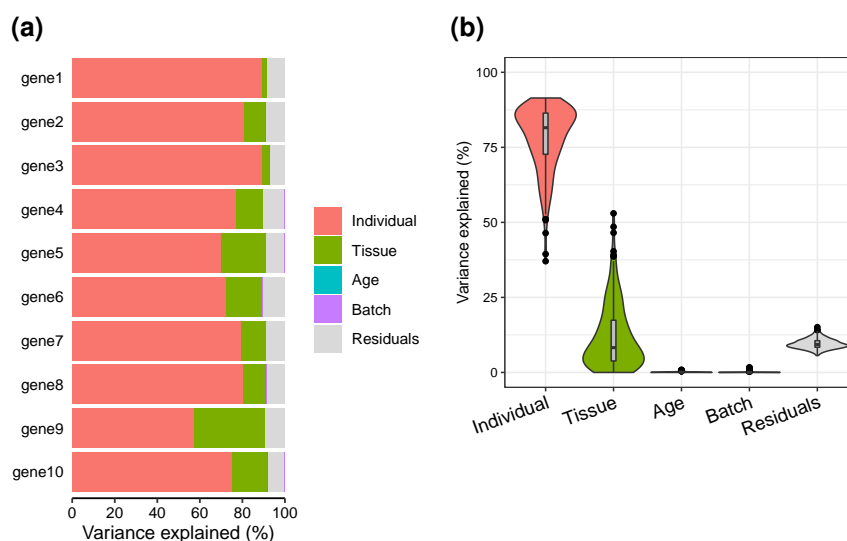 (a)
gene1
gene2
gene3
gene4
gene5
gene6
gene7
gene8
gene9
gene10
0 20 40 60 80 100
Variance explained (%)
Individual
Tissue
Age
Batch
Residuals
(b)
Variance explained (%)
100
75
50
25
0
Individual
Tissue
Age
Batch
Residuals